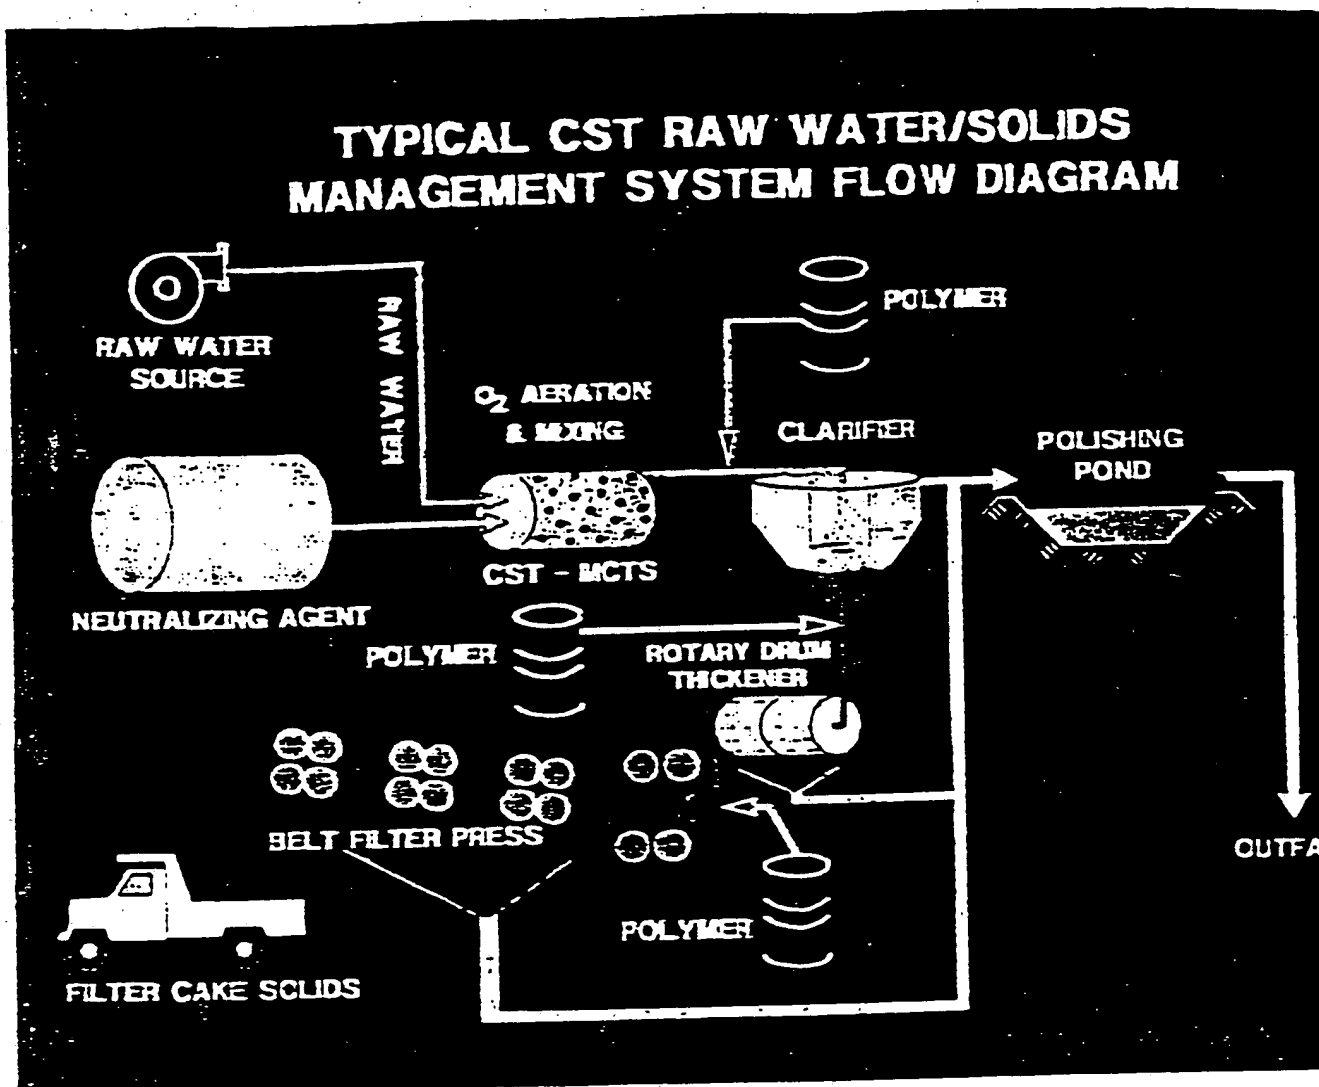 TYPICAL CST RAW WATER/SOLIDS
MANAGEMENT SYSTEM FLOW DIAGRAM
POLYMER
RAW WATER
SOURCE
RAW WATER
O2 AERATION
& MIXING
CLARIFIER
POLISHING
POND
CST - MCTS
NEUTRALIZING AGENT
POLYMER
ROTARY DRUM
THICKENER
BELT FILTER PRESS
OUTFA
POLYMER
FILTER CAKE SOLIDS